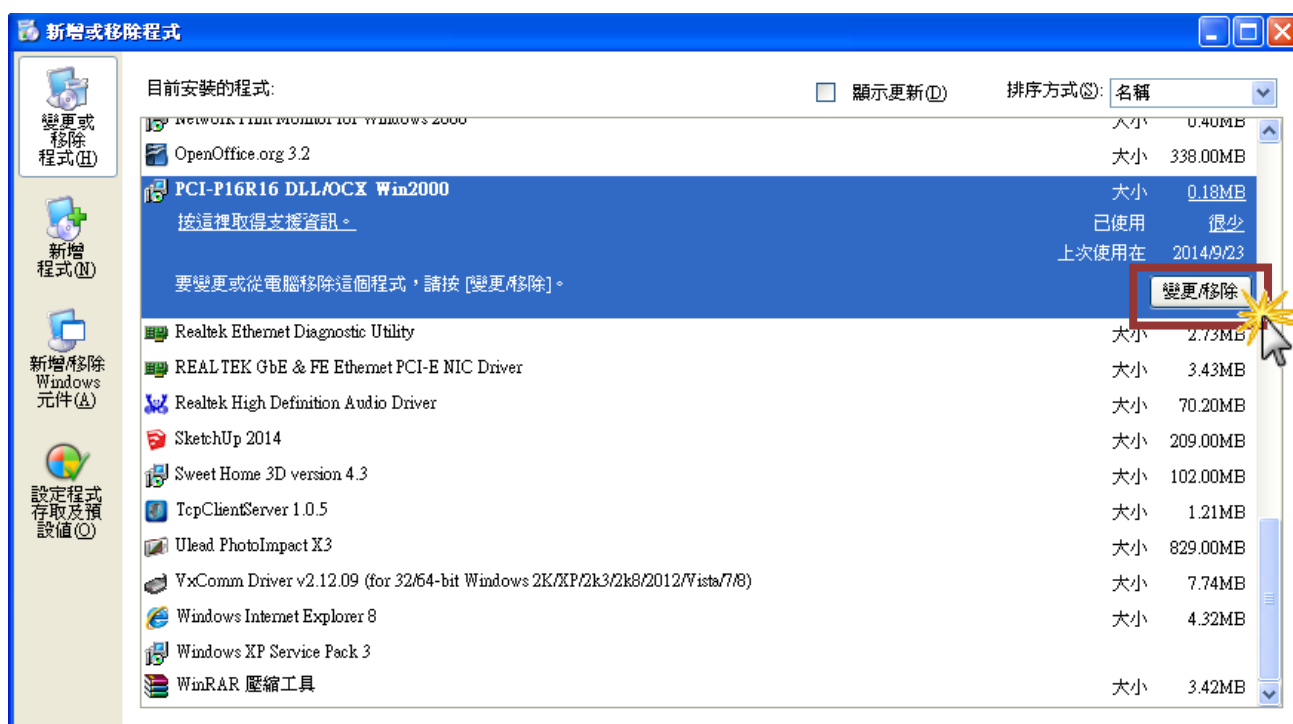 新增或移除程式
變更或
移除
程式(H)
新增
程式(N)
新增/移除
Windows
元件(A)
設定程式
存取及預
設值(O)
目前安裝的程式: 顯示更新(D) 排序方式(S): 名稱
Network Print Monitor for Windows 2000 大小 0.40MB
OpenOffice.org 3.2 大小 338.00MB
PCI-P16R16 DLL/OCX Win2000 大小 0.18MB
按這裡取得支援資訊。 已使用 很少
上次使用在 2014/9/23
要變更或從電腦移除這個程式，請按 [變更/移除]。 變更/移除
Realtek Ethernet Diagnostic Utility 大小 2.73MB
REALTEK GbE & FE Ethernet PCI-E NIC Driver 大小 3.43MB
Realtek High Definition Audio Driver 大小 70.20MB
SketchUp 2014 大小 209.00MB
Sweet Home 3D version 4.3 大小 102.00MB
TcpClientServer 1.0.5 大小 1.21MB
Ulead PhotoImpact X3 大小 829.00MB
VxComm Driver v2.12.09 (for 32/64-bit Windows 2K/XP/2k3/2k8/2012/Vista/7/8) 大小 7.74MB
Windows Internet Explorer 8 大小 4.32MB
Windows XP Service Pack 3
WinRAR 壓縮工具 大小 3.42MB